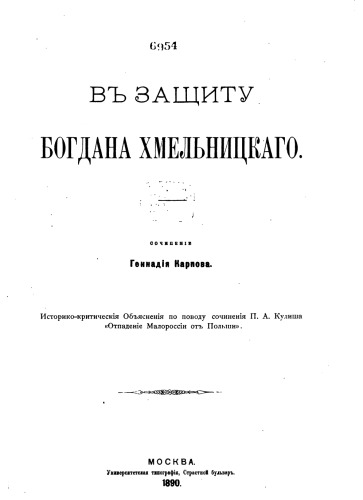 6954
ВЪ ЗАЩИТУ
БОГДАНА ХМЕЛЬНИЦКАГО.
СОЧИНЕНІЕ
Геннадія Карпова.
Историко-критическія Объясненія по поводу сочиненія П. А. Кулиша
«Отпаденіе Малороссіи отъ Польши».
МОСКВА.
Университетская типографія, Страстной бульваръ.
1890.